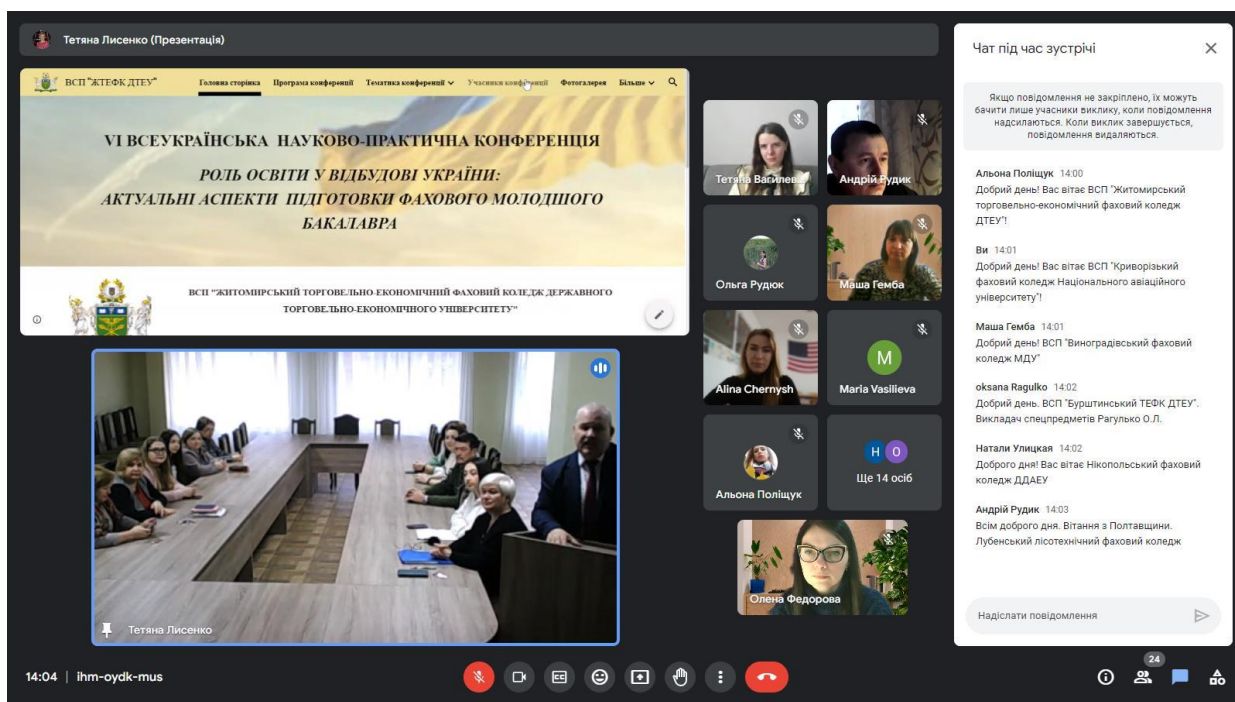 Тетяна Лисенко (Презентація)
ВСП "ЖТЕФК ДТЕУ"
Головна сторінка Програма конференції Тематика конференції Учасники конференції Фотогалерея Більше
VI ВСЕУКРАЇНСЬКА НАУКОВО-ПРАКТИЧНА КОНФЕРЕНЦІЯ
РОЛЬ ОСВІТИ У ВІДБУДОВІ УКРАЇНИ:
АКТУАЛЬНІ АСПЕКТИ ПІДГОТОВКИ ФАХОВОГО МОЛОДШОГО
БАКАЛАВРА
ВСП "ЖИТОМИРСЬКИЙ ТОРГОВЕЛЬНО-ЕКОНОМІЧНИЙ ФАХОВИЙ КОЛЕДЖ ДЕРЖАВНОГО
ТОРГОВЕЛЬНО-ЕКОНОМІЧНОГО УНІВЕРСИТЕТУ"
Тетяна Лисенко
Тетяна Василев...
Андрій Рудик
Ольга Рудюк
Маша Гемба
Alina Chernysh
M
Maria Vasilieva
Альона Поліщук
Н О
Ще 14 осіб
Олена Федорова
Чат під час зустрічі
Якщо повідомлення не закріплено, їх можуть
бачити лише учасники виклику, коли повідомлення
надсилаються. Коли виклик завершується,
повідомлення видаляються.
Альона Поліщук 14:00
Добрий день! Вас вітає ВСП "Житомирський
торговельно-економічний фаховий коледж
ДТЕУ"!
Ви 14:01
Добрий день! Вас вітає ВСП "Криворізький
фаховий коледж Національного авіаційного
університету"!
Маша Гемба 14:01
Добрий день! ВСП "Виноградівський фаховий
коледж МДУ"
oksana Ragulko 14:02
Добрий день. ВСП "Бурштинський ТЕФК ДТЕУ".
Викладач спецпредметів Рагулько О.Л.
Натали Улицкая 14:02
Доброго дня! Вас вітає Нікопольський фаховий
коледж ДДАЕУ
Андрій Рудик 14:03
Всім доброго дня. Вітання з Полтавщини.
Лубенський лісотехнічний фаховий коледж
Надіслати повідомлення
14:04 | ihm-oydk-mus
24